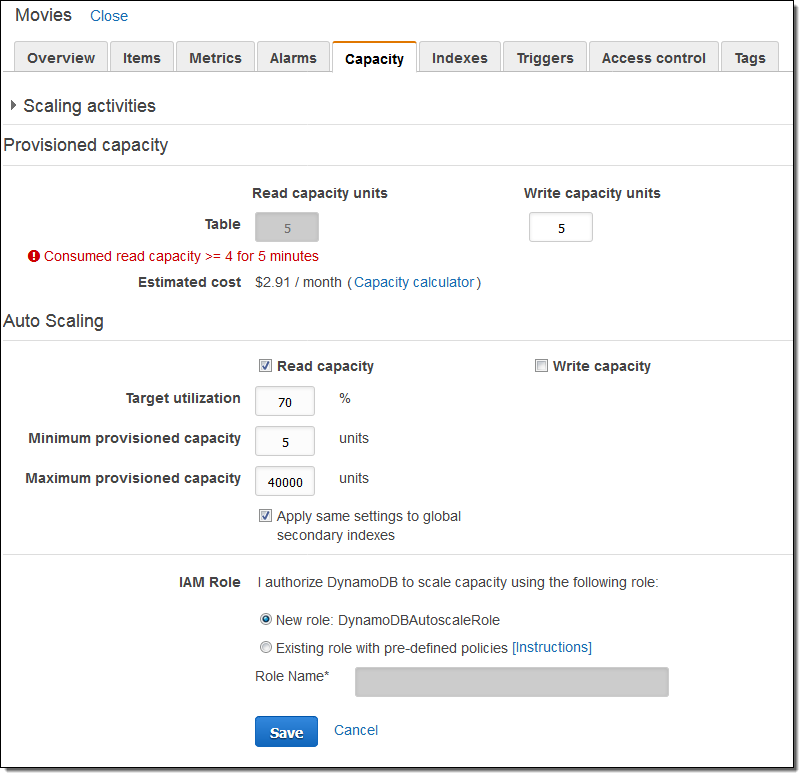 Movies Close
Overview Items Metrics Alarms Capacity Indexes Triggers Access control Tags
Scaling activities
Provisioned capacity
Read capacity units Write capacity units
Table 5 5
Consumed read capacity >= 4 for 5 minutes
Estimated cost $2.91 / month (Capacity calculator)
Auto Scaling
Read capacity Write capacity
Target utilization 70 %
Minimum provisioned capacity 5 units
Maximum provisioned capacity 40000 units
Apply same settings to global
secondary indexes
IAM Role I authorize DynamoDB to scale capacity using the following role:
New role: DynamoDBAutoscaleRole
Existing role with pre-defined policies [Instructions]
Role Name*
Save Cancel